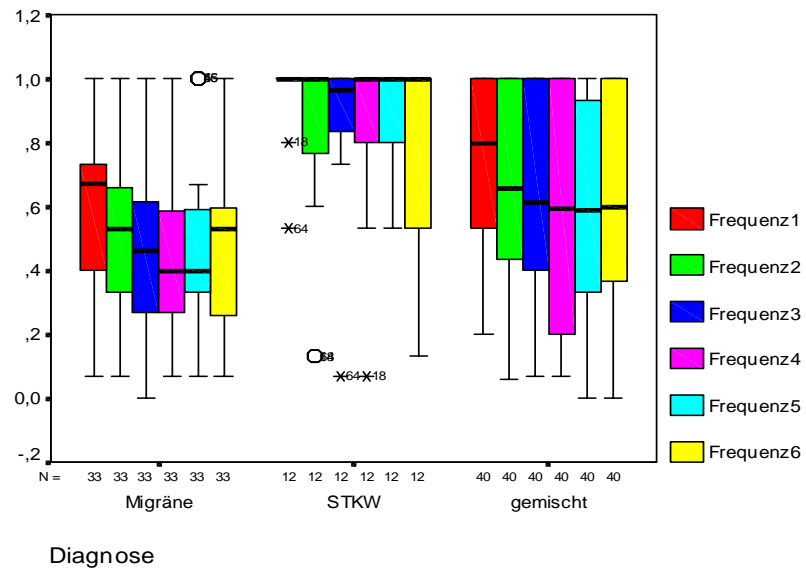 1,2
1,0
,8
,6
,4
,2
0,0
-,2
18
64
64
18
N = 33 33 33 33 33 33 12 12 12 12 12 12 40 40 40 40 40 40
Migräne STKW gemischt
Diagnose
Frequenz1
Frequenz2
Frequenz3
Frequenz4
Frequenz5
Frequenz6